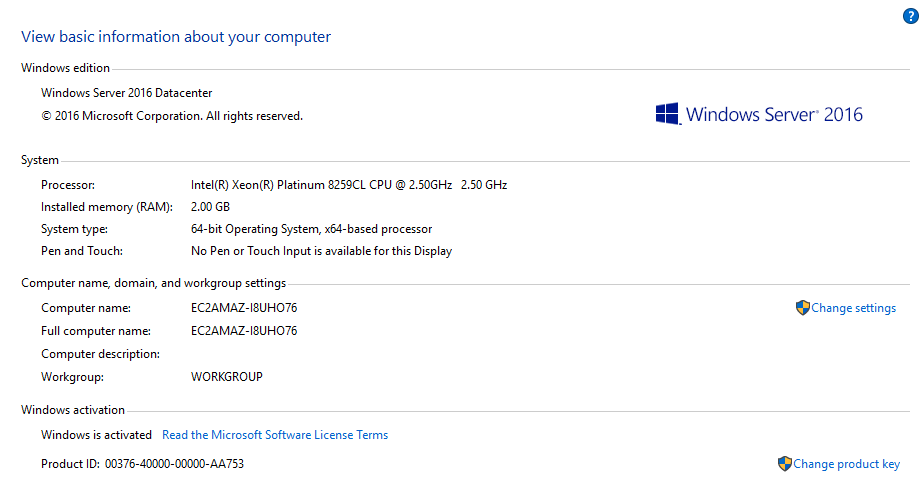 ?
View basic information about your computer
Windows edition
Windows Server 2016 Datacenter
© 2016 Microsoft Corporation. All rights reserved.
Windows Server® 2016
System
Processor: Intel(R) Xeon(R) Platinum 8259CL CPU @ 2.50GHz 2.50 GHz
Installed memory (RAM): 2.00 GB
System type: 64-bit Operating System, x64-based processor
Pen and Touch: No Pen or Touch Input is available for this Display
Computer name, domain, and workgroup settings
Computer name: EC2AMAZ-I8UHO76 Change settings
Full computer name: EC2AMAZ-I8UHO76
Computer description:
Workgroup: WORKGROUP
Windows activation
Windows is activated Read the Microsoft Software License Terms
Product ID: 00376-40000-00000-AA753 Change product key